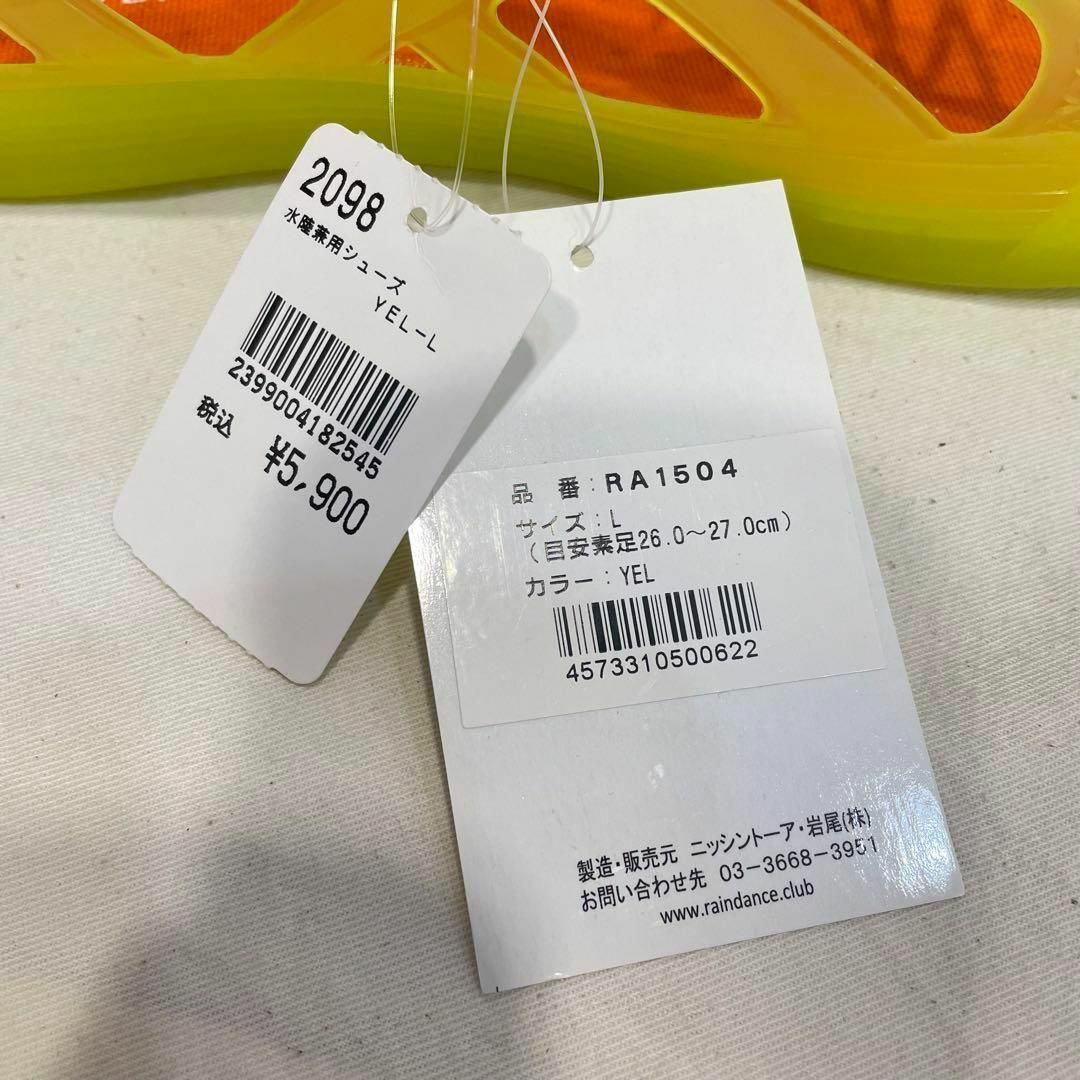 2098
水陸兼用シューズ
YEL-L
2399004182545
税込 ¥5,900
品 番：RA1504
サイズ：L
（目安素足26.0〜27.0cm）
カラー：YEL
4573310500622
製造・販売元 ニッシントーア・岩尾(株)
お問い合わせ先 03-3668-3951
www.raindance.club